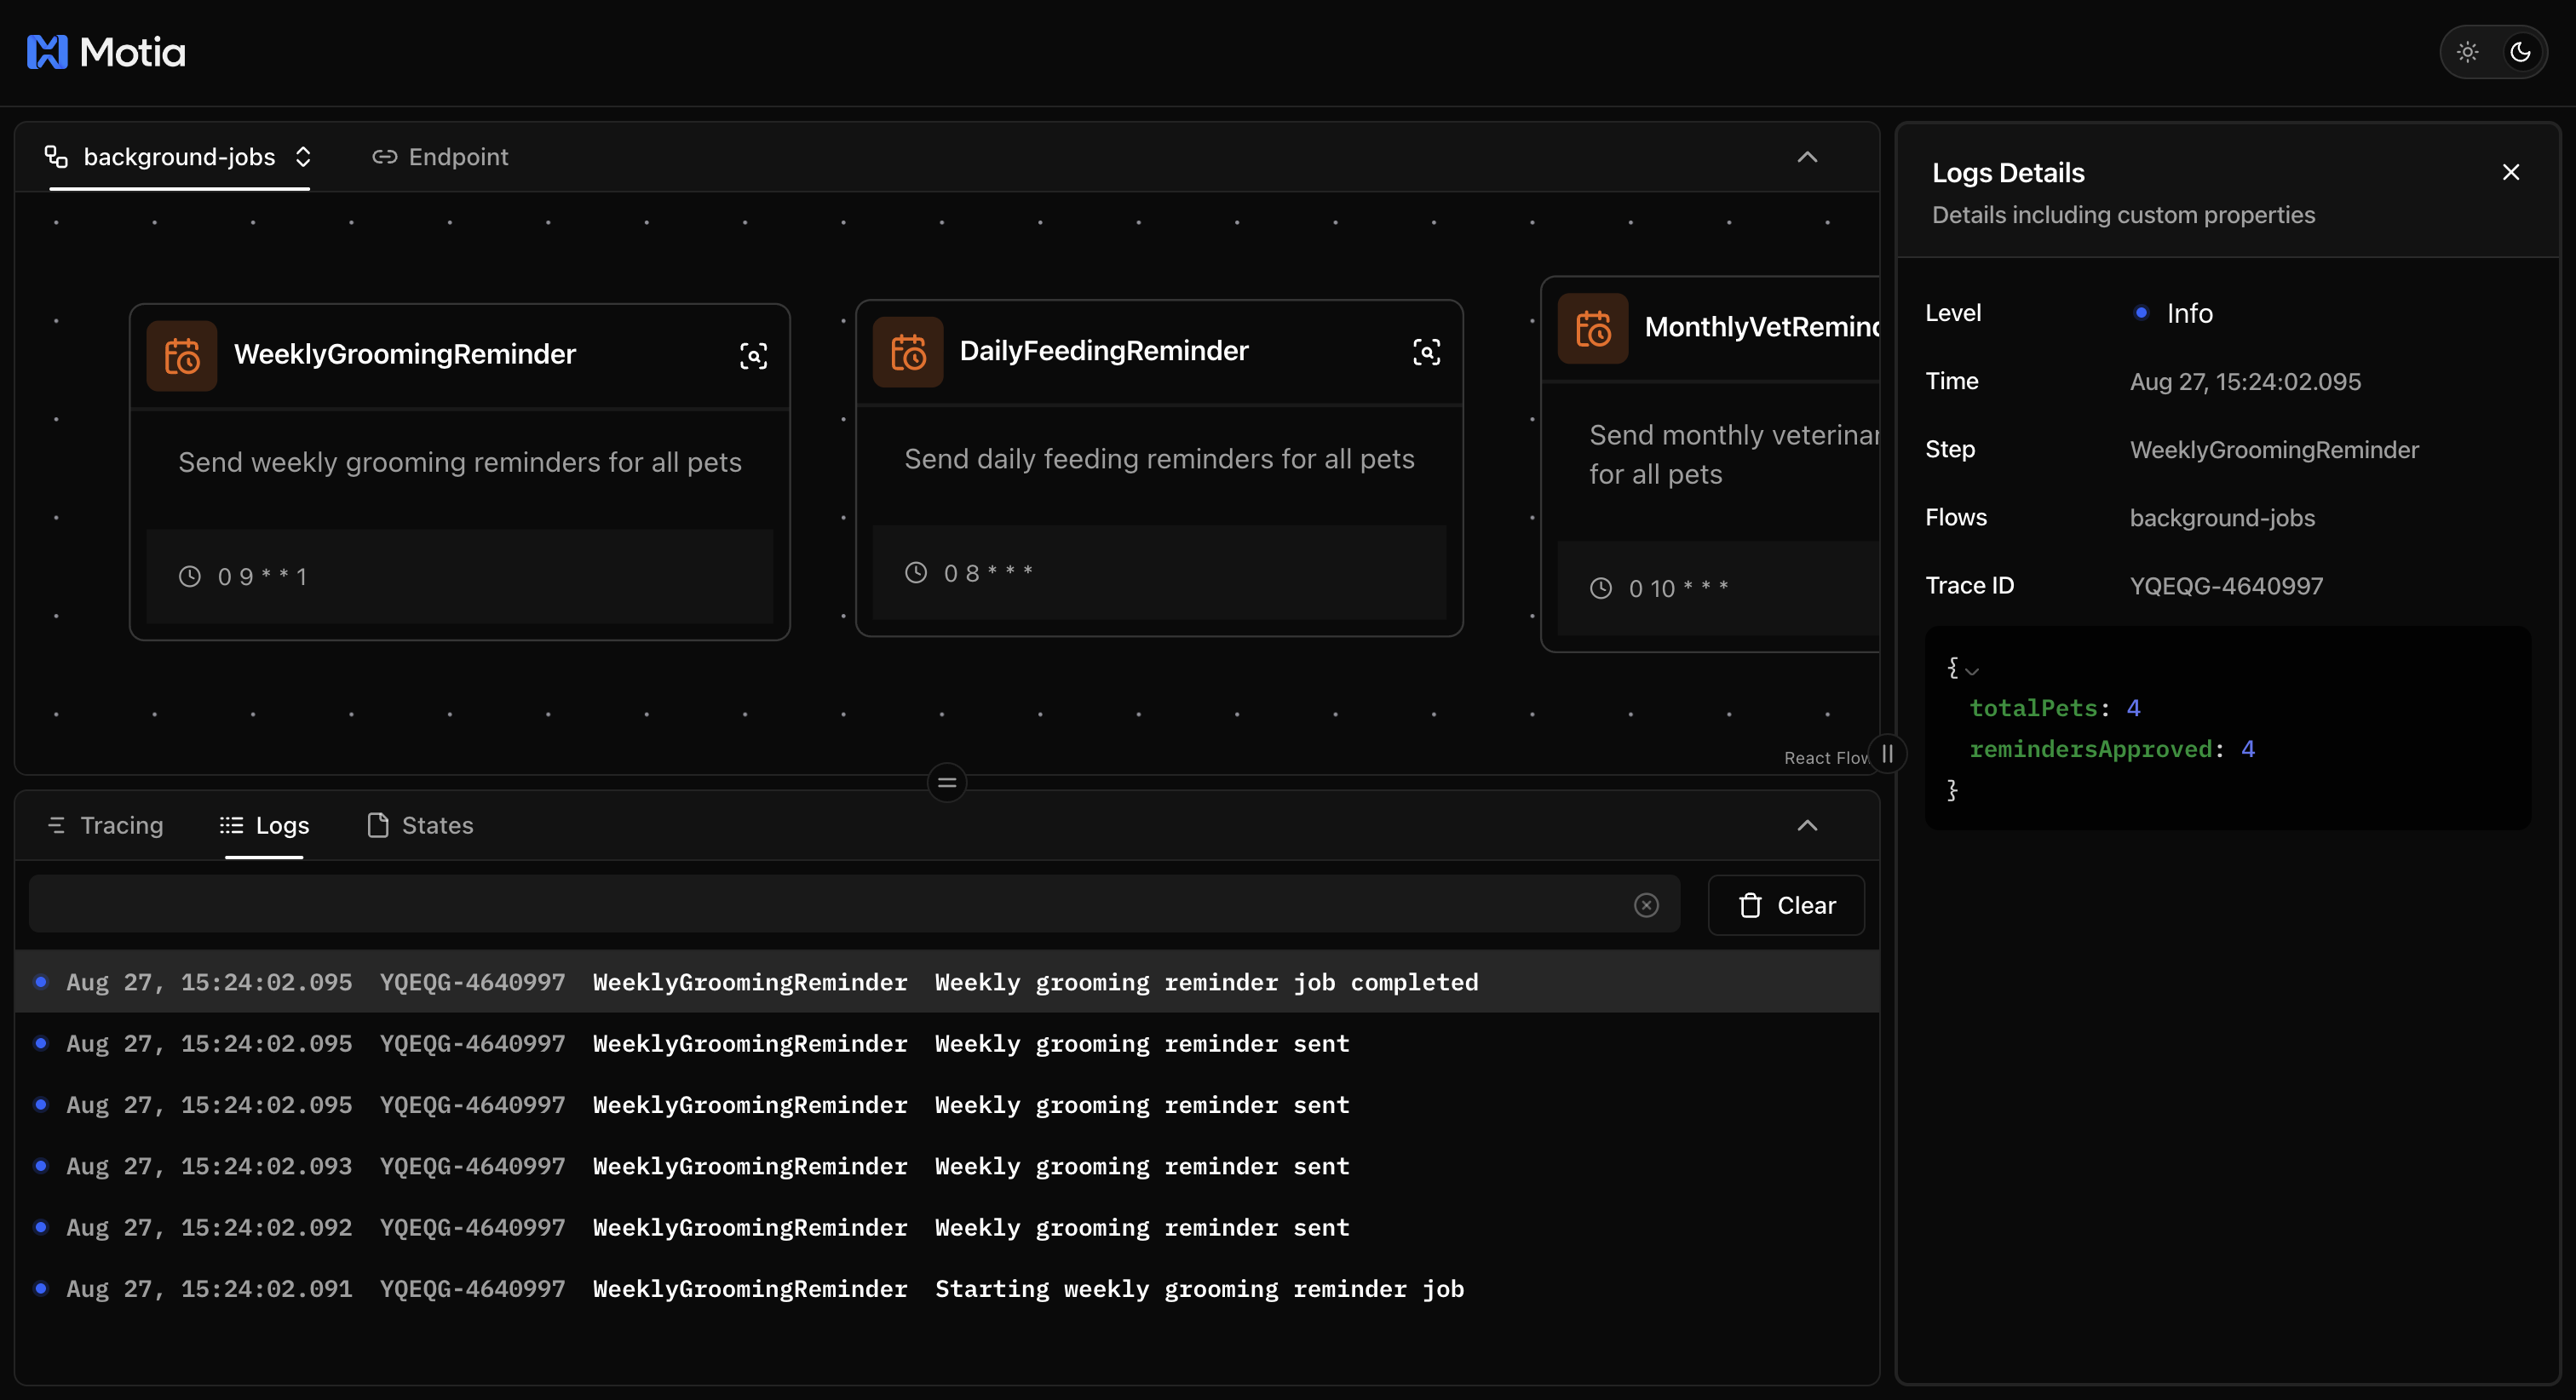 Motia
background-jobs
Endpoint
WeeklyGroomingReminder
Send weekly grooming reminders for all pets
0 9 * * 1
DailyFeedingReminder
Send daily feeding reminders for all pets
0 8 * * *
MonthlyVetRemin
Send monthly veterina
for all pets
0 10 * * *
React Flow
Tracing
Logs
States
Clear
Aug 27, 15:24:02.095 YQEQG-4640997 WeeklyGroomingReminder Weekly grooming reminder job completed
Aug 27, 15:24:02.095 YQEQG-4640997 WeeklyGroomingReminder Weekly grooming reminder sent
Aug 27, 15:24:02.095 YQEQG-4640997 WeeklyGroomingReminder Weekly grooming reminder sent
Aug 27, 15:24:02.093 YQEQG-4640997 WeeklyGroomingReminder Weekly grooming reminder sent
Aug 27, 15:24:02.092 YQEQG-4640997 WeeklyGroomingReminder Weekly grooming reminder sent
Aug 27, 15:24:02.091 YQEQG-4640997 WeeklyGroomingReminder Starting weekly grooming reminder job
Logs Details
Details including custom properties
Level Info
Time Aug 27, 15:24:02.095
Step WeeklyGroomingReminder
Flows background-jobs
Trace ID YQEQG-4640997
{
totalPets: 4
remindersApproved: 4
}